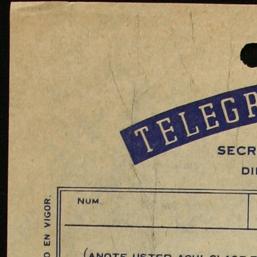 TELEGR
SECR
DI
NUM.
O EN VIGOR.
(ANOTE USTED AQUI CLASE